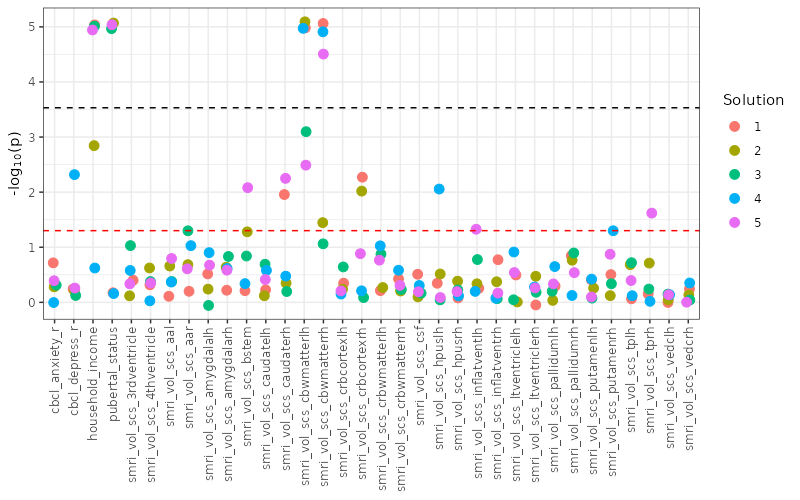 -log₁₀(p)
5
4
3
2
1
0
cbcl_anxiety_r
cbcl_depress_r
household_income
pubertal_status
smri_vol_scs_3rdventricle
smri_vol_scs_4thventricle
smri_vol_scs_aal
smri_vol_scs_aar
smri_vol_scs_amygdalalh
smri_vol_scs_amygdalarh
smri_vol_scs_bstem
smri_vol_scs_caudatelh
smri_vol_scs_caudaterh
smri_vol_scs_cbwmatterlh
smri_vol_scs_cbwmatterrh
smri_vol_scs_crbcortexlh
smri_vol_scs_crbcortexrh
smri_vol_scs_crbwmatterlh
smri_vol_scs_crbwmatterrh
smri_vol_scs_csf
smri_vol_scs_hpuslh
smri_vol_scs_hpusrh
smri_vol_scs_inflatventlh
smri_vol_scs_inflatventrh
smri_vol_scs_ltventriclelh
smri_vol_scs_ltventriclerh
smri_vol_scs_pallidumlh
smri_vol_scs_pallidumrh
smri_vol_scs_putamenlh
smri_vol_scs_putamenrh
smri_vol_scs_tplh
smri_vol_scs_tprh
smri_vol_scs_vedclh
smri_vol_scs_vedcrh
Solution
1
2
3
4
5